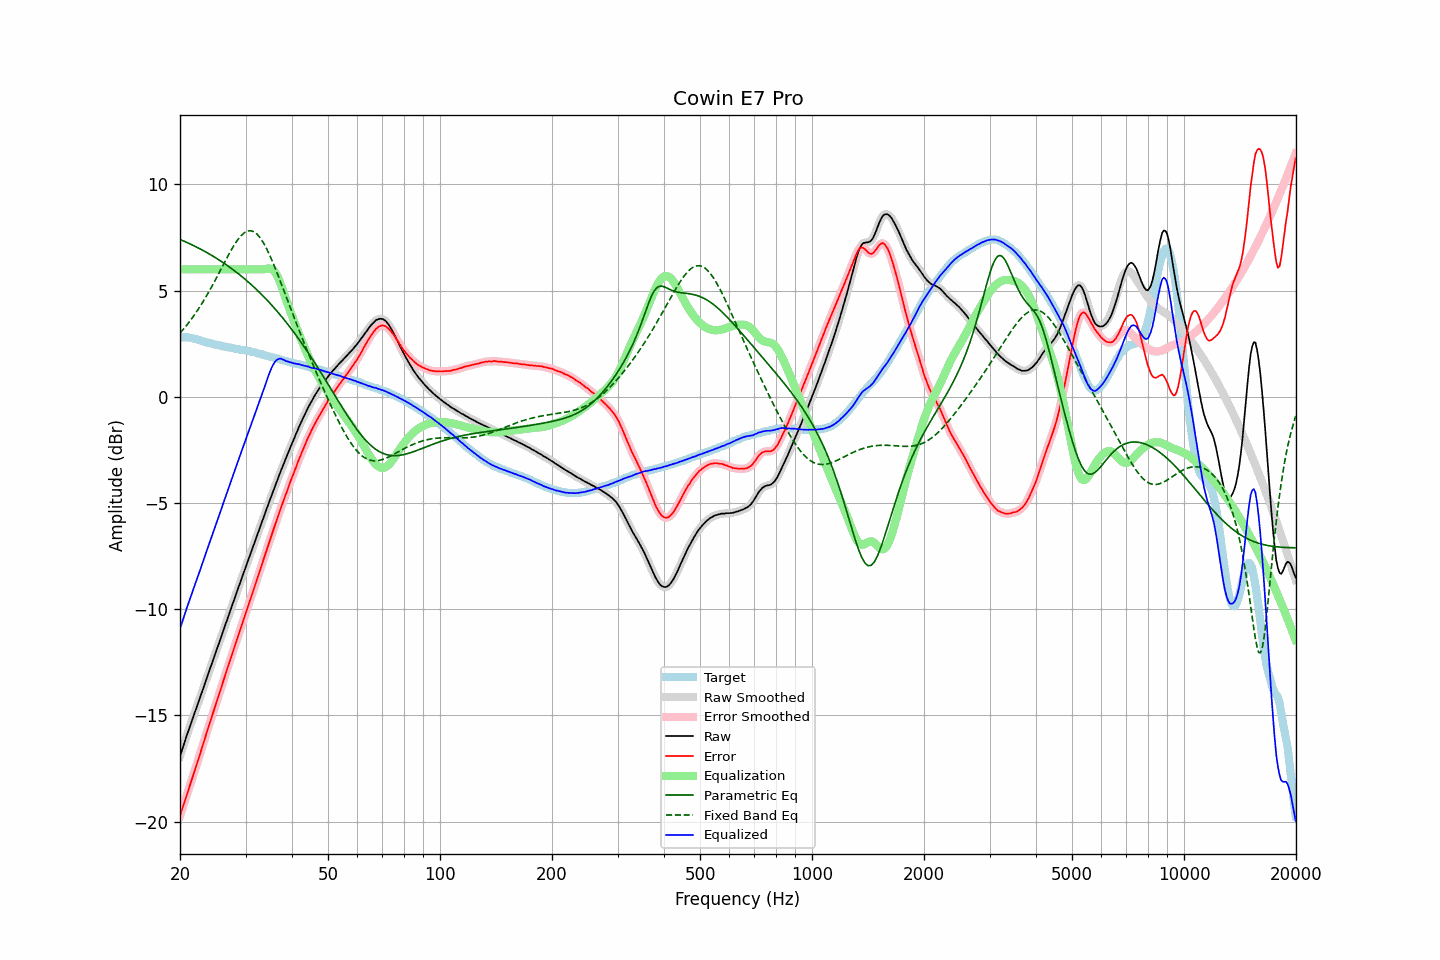 Cowin E7 Pro
Amplitude (dBr)
10
5
0
−5
−10
−15
−20
Target
Raw Smoothed
Error Smoothed
Raw
Error
Equalization
Parametric Eq
Fixed Band Eq
Equalized
20 50 100 200 500 1000 2000 5000 10000 20000
Frequency (Hz)